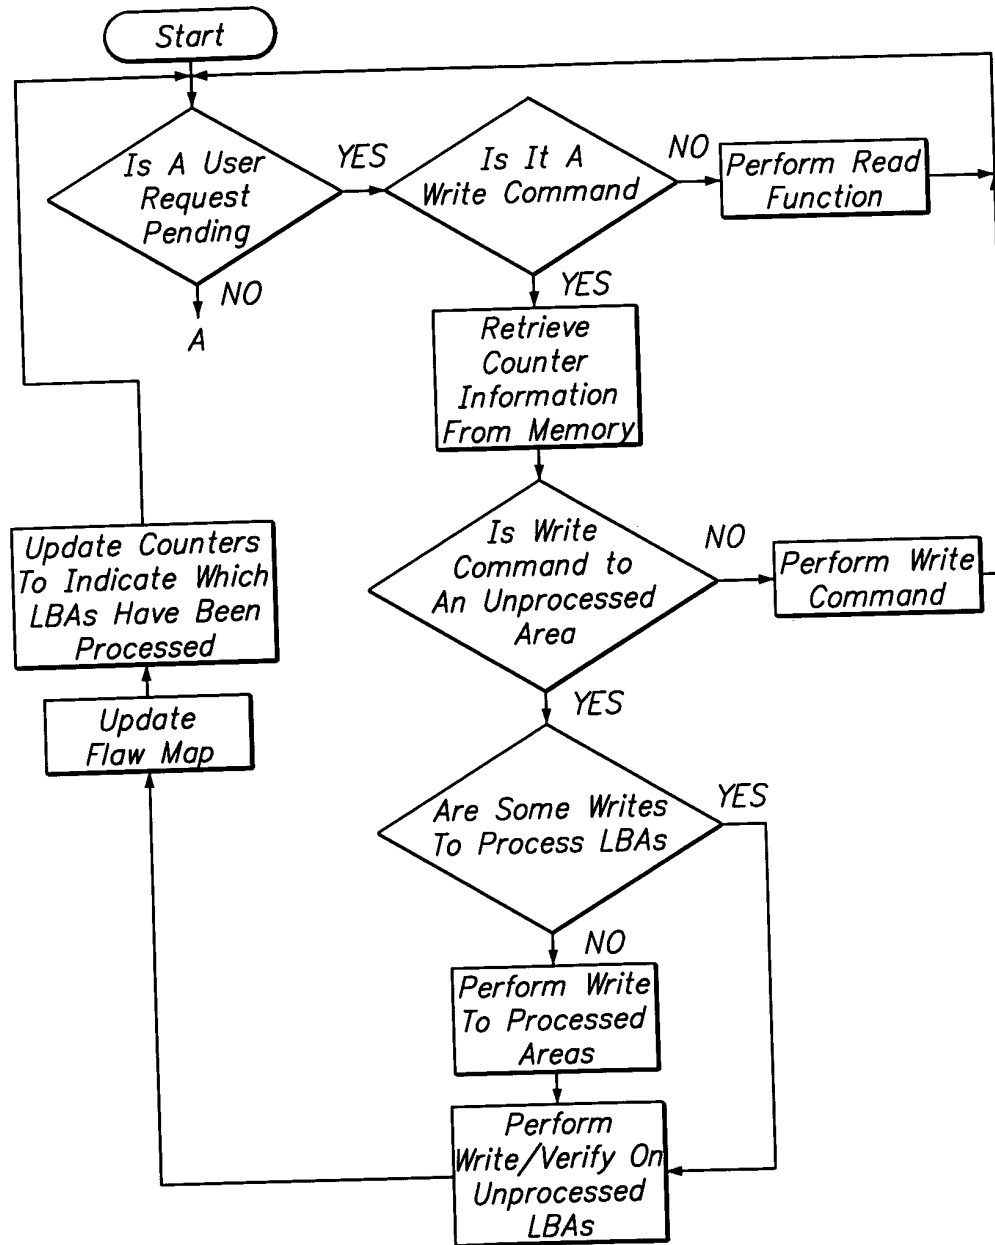 Start
Is A User
Request
Pending
YES
Is It A
Write Command
NO
Perform Read
Function
NO
A
YES
Retrieve
Counter
Information
From Memory
Is Write
Command to
An Unprocessed
Area
NO
Perform Write
Command
Update Counters
To Indicate Which
LBAs Have Been
Processed
YES
Update
Flaw Map
Are Some Writes
To Process LBAs
YES
NO
Perform Write
To Processed
Areas
Perform
Write/Verify On
Unprocessed
LBAs